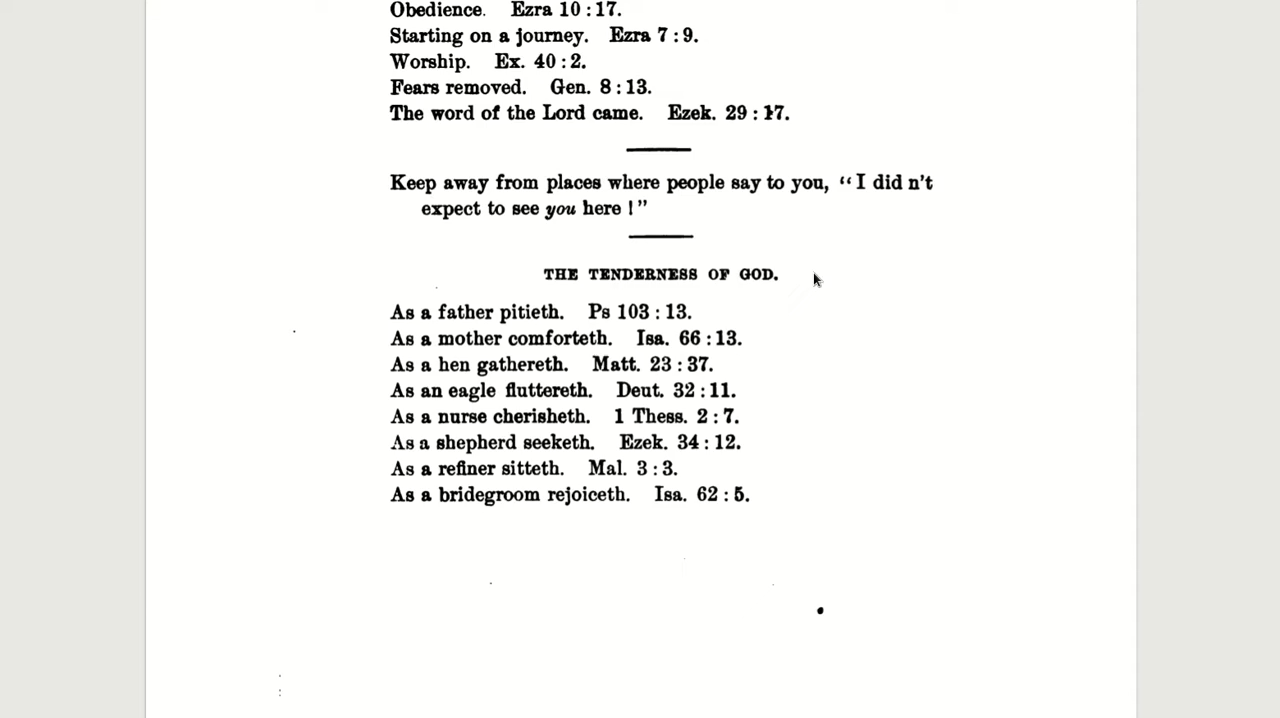 Obedience. Ezra 10 : 17.
Starting on a journey. Ezra 7 : 9.
Worship. Ex. 40 : 2.
Fears removed. Gen. 8 : 13.
The word of the Lord came. Ezek. 29 : 17.
Keep away from places where people say to you, “I did n't
expect to see you here !”
THE TENDERNESS OF GOD.
As a father pitieth. Ps 103 : 13.
As a mother comforteth. Isa. 66 : 13.
As a hen gathereth. Matt. 23 : 37.
As an eagle fluttereth. Deut. 32 : 11.
As a nurse cherisheth. 1 Thess. 2 : 7.
As a shepherd seeketh. Ezek. 34 : 12.
As a refiner sitteth. Mal. 3 : 3.
As a bridegroom rejoiceth. Isa. 62 : 5.